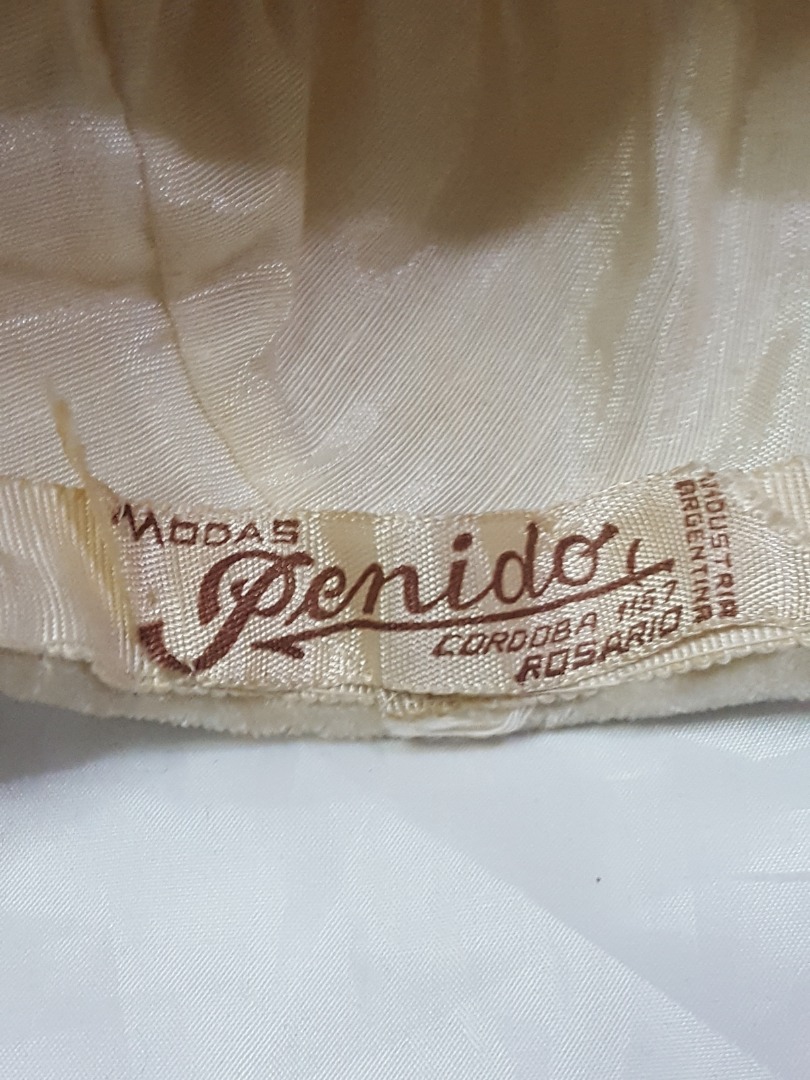 MODAS
Penido
CORDOBA 1157
ROSARIO
INDUSTRIA
ARGENTINA